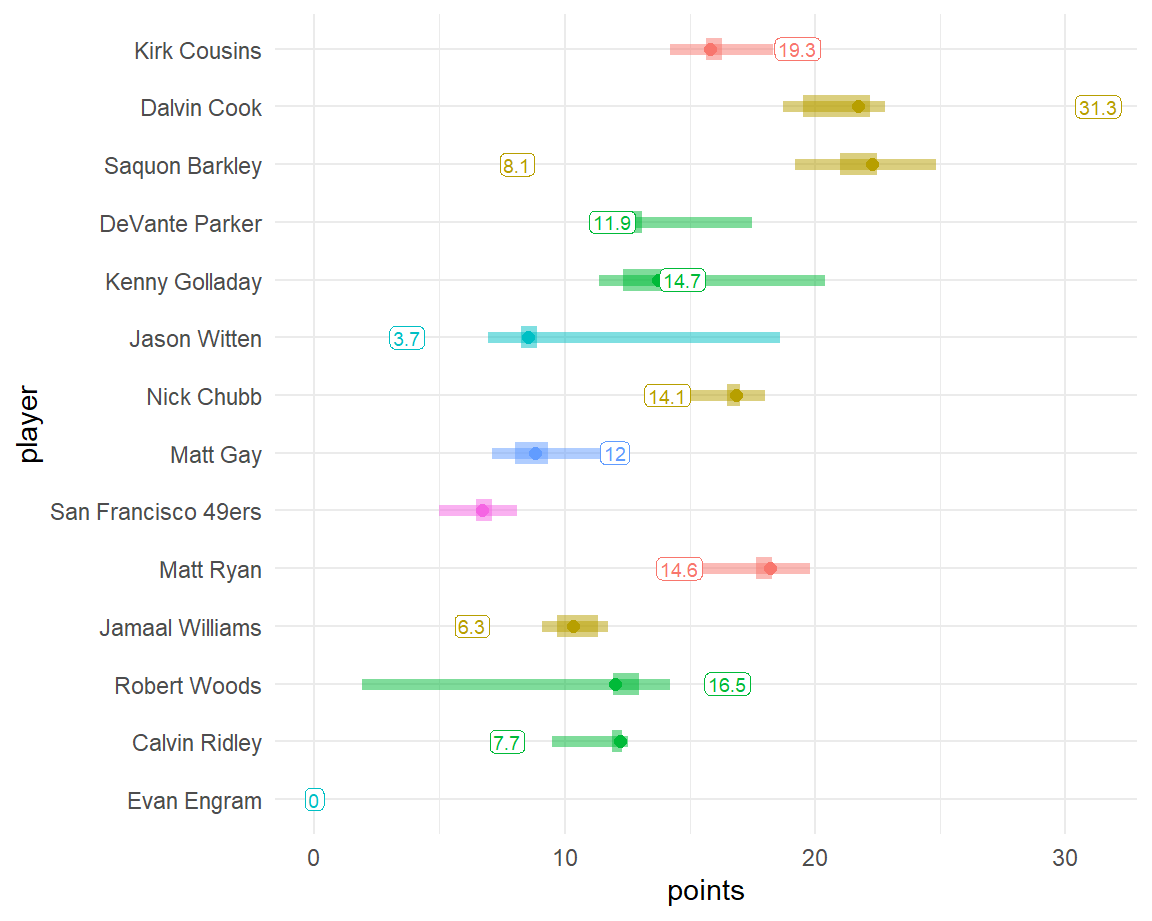 Kirk Cousins 19.3
Dalvin Cook 31.3
Saquon Barkley 8.1
DeVante Parker 11.9
Kenny Golladay 14.7
Jason Witten 3.7
Nick Chubb 14.1
Matt Gay 12
San Francisco 49ers
Matt Ryan 14.6
Jamaal Williams 6.3
Robert Woods 16.5
Calvin Ridley 7.7
Evan Engram 0
player
0 10 20 30
points